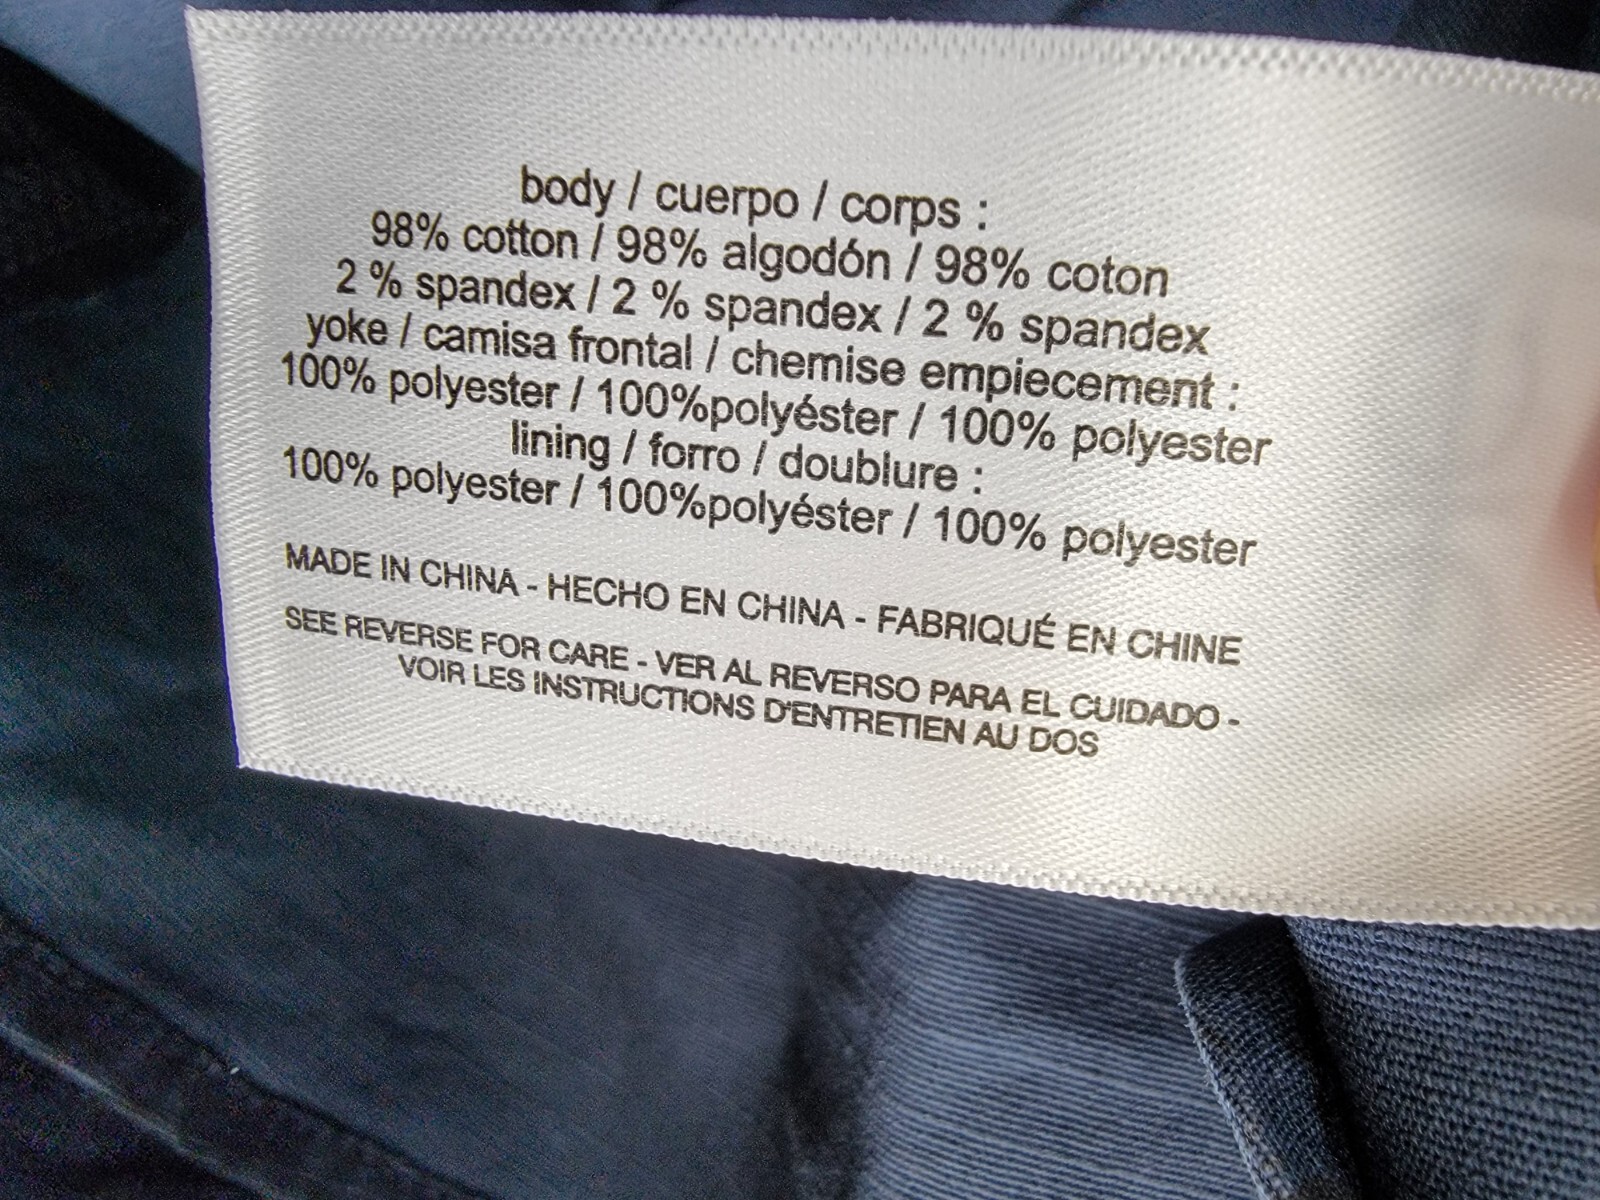 body / cuerpo / corps :
98% cotton / 98% algodón / 98% coton
2 % spandex / 2 % spandex / 2 % spandex
yoke / camisa frontal / chemise empiecement :
100% polyester / 100%polyéster / 100% polyester
lining / forro / doublure :
100% polyester / 100%polyéster / 100% polyester
MADE IN CHINA - HECHO EN CHINA - FABRIQUÉ EN CHINE
SEE REVERSE FOR CARE - VER AL REVERSO PARA EL CUIDADO -
VOIR LES INSTRUCTIONS D'ENTRETIEN AU DOS